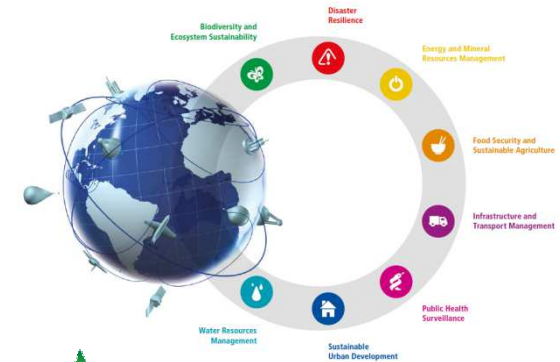 Disaster
Resilience
Biodiversity and
Ecosystem Sustainability
Energy and Mineral
Resources Management
Food Security and
Sustainable Agriculture
Infrastructure and
Transport Management
Public Health
Surveillance
Water Resources
Management
Sustainable
Urban Development